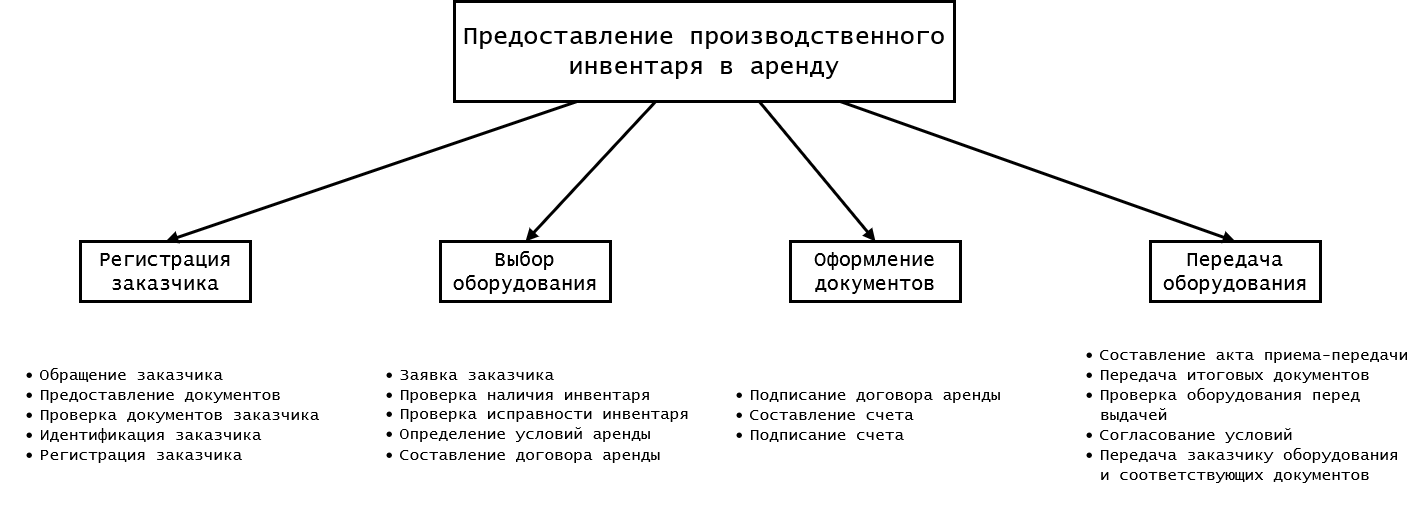 Предоставление производственного
инвентаря в аренду
Регистрация
заказчика
Выбор
оборудования
Оформление
документов
Передача
оборудования
• Обращение заказчика
• Предоставление документов
• Проверка документов заказчика
• Идентификация заказчика
• Регистрация заказчика
• Заявка заказчика
• Проверка наличия инвентаря
• Проверка исправности инвентаря
• Определение условий аренды
• Составление договора аренды
• Подписание договора аренды
• Составление счета
• Подписание счета
• Составление акта приема-передачи
• Передача итоговых документов
• Проверка оборудования перед
выдачей
• Согласование условий
• Передача заказчику оборудования
и соответствующих документов